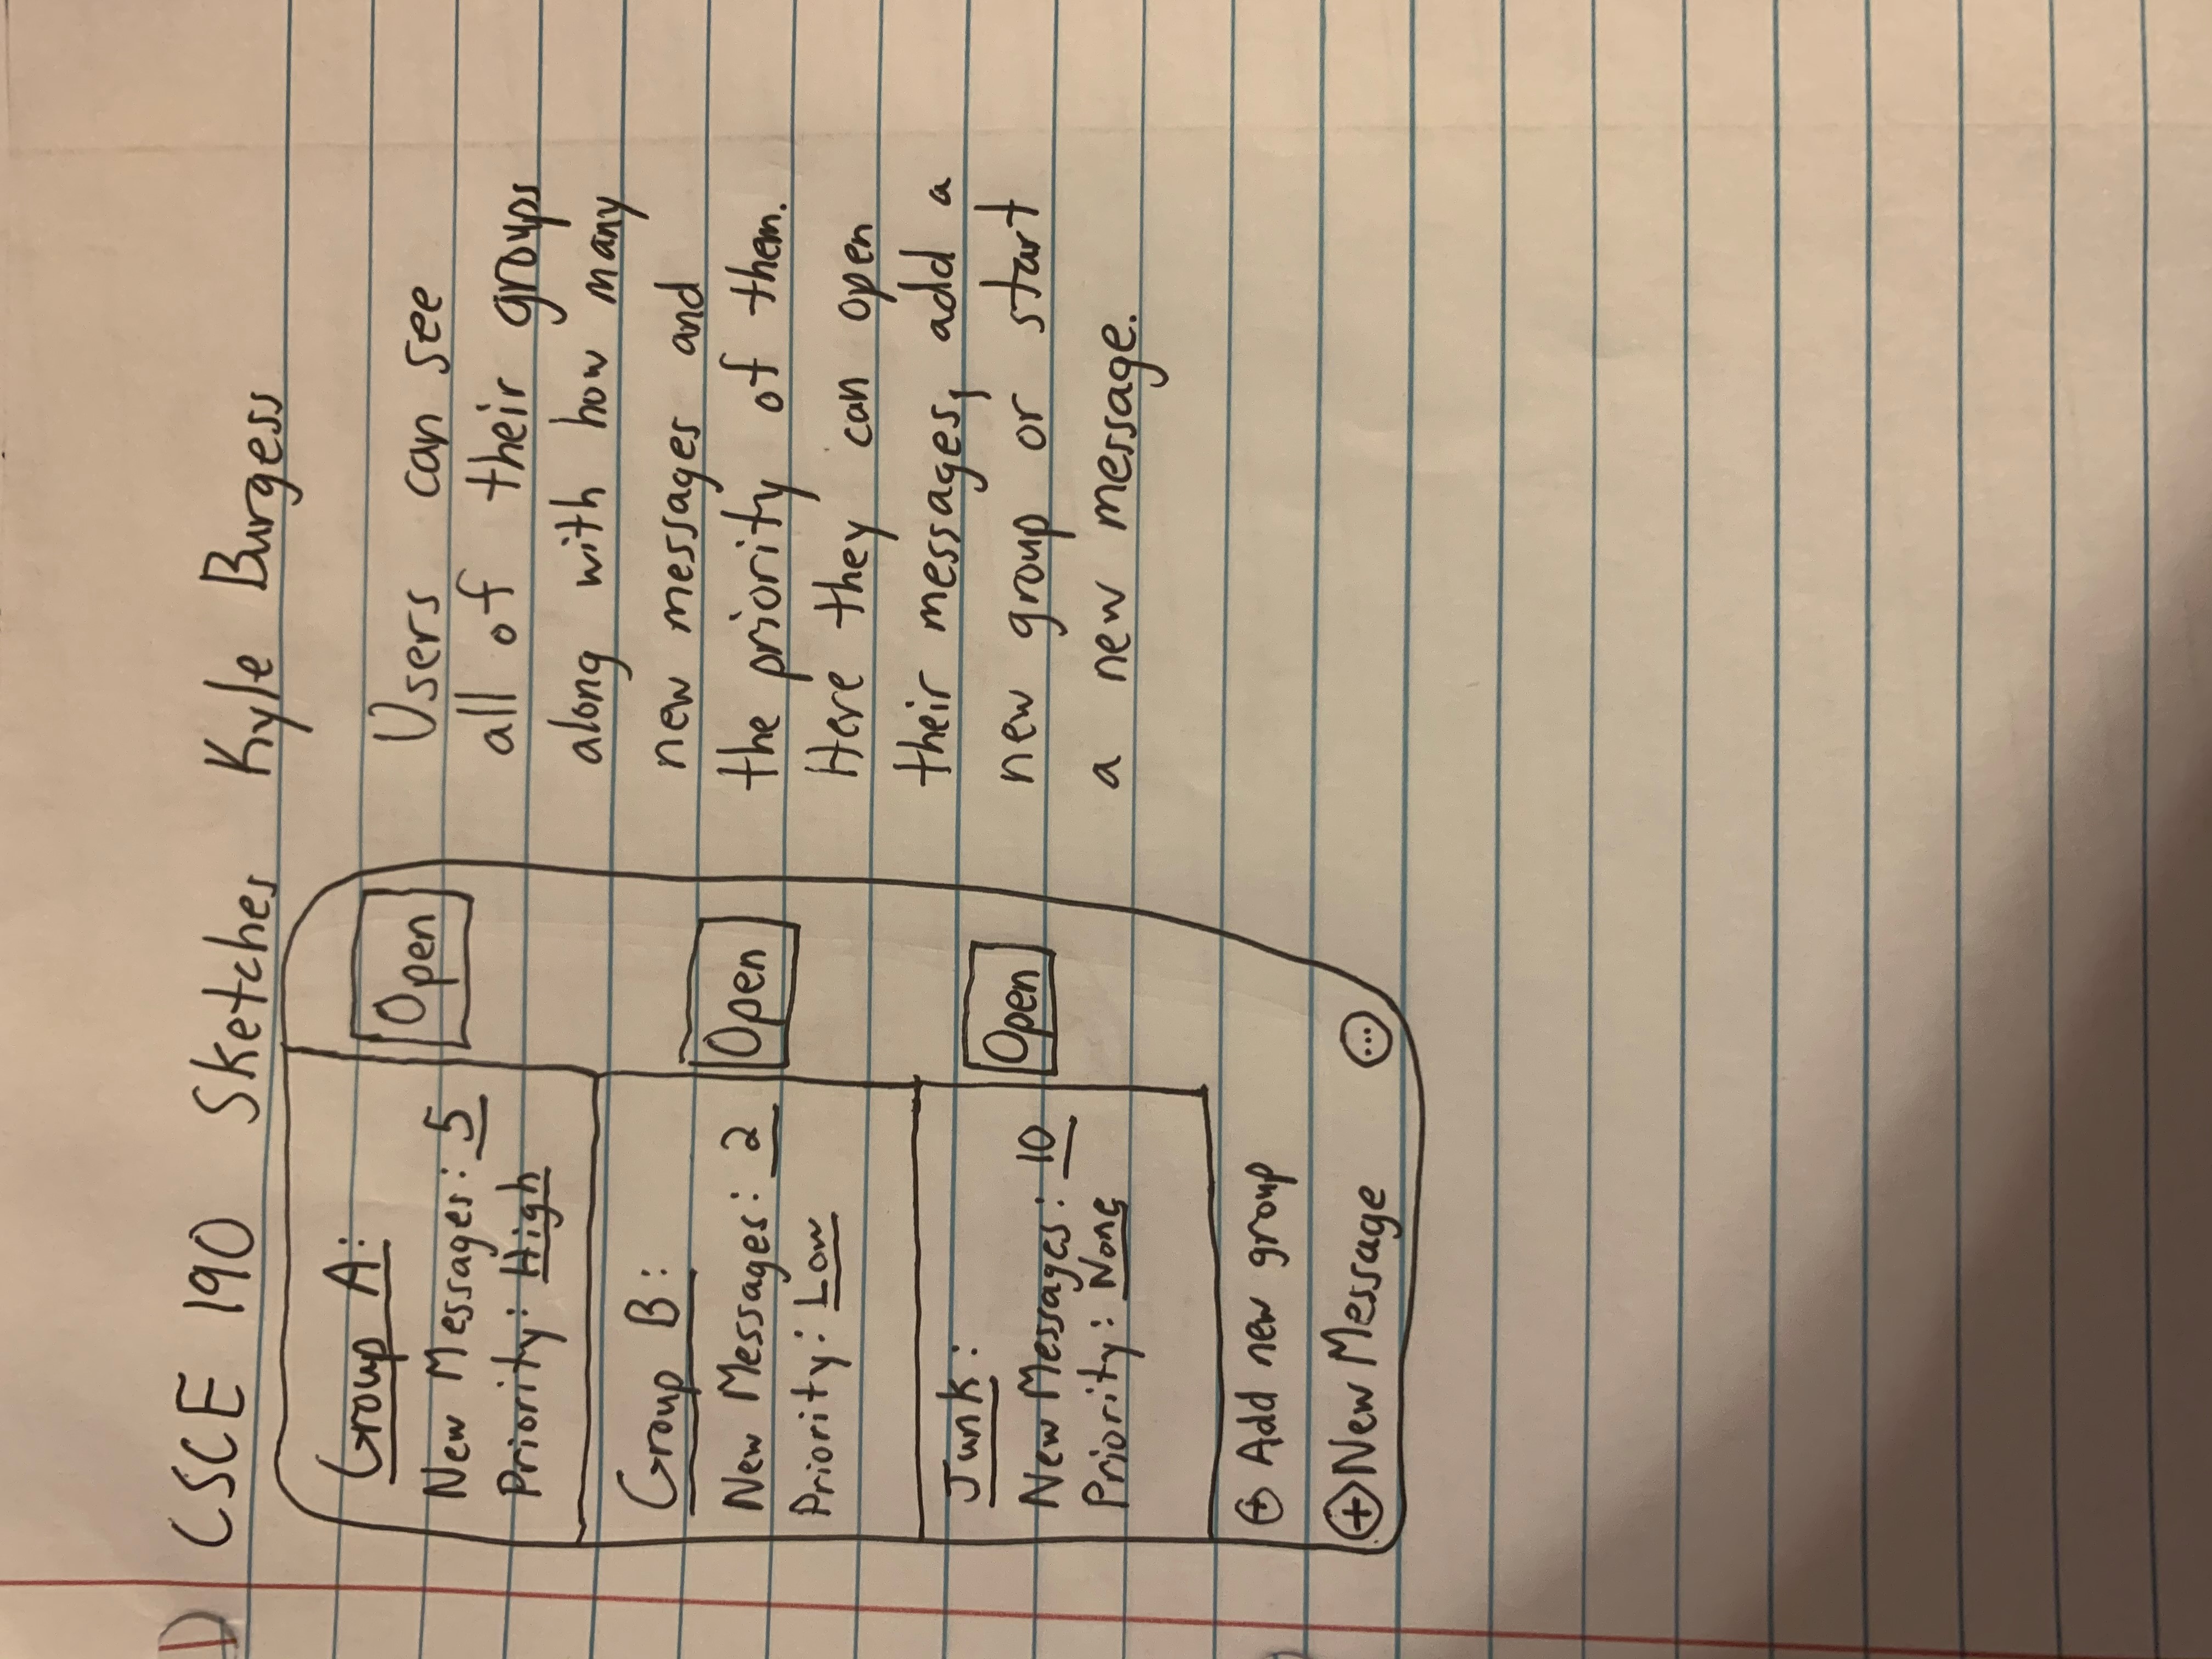 D CSCE 190 Sketches Kyle Burgess
Group A:
New Messages: 5
Priority: High
Open
Group B:
New Messages: 2
Priority: Low
Open
Junk:
New Messages: 10
Priority: None
Open
+ Add new group
+ New Message ...
Users can see
all of their groups
along with how many
new messages and
the priority of them.
Here they can open
their messages, add a
new group or start
a new message.